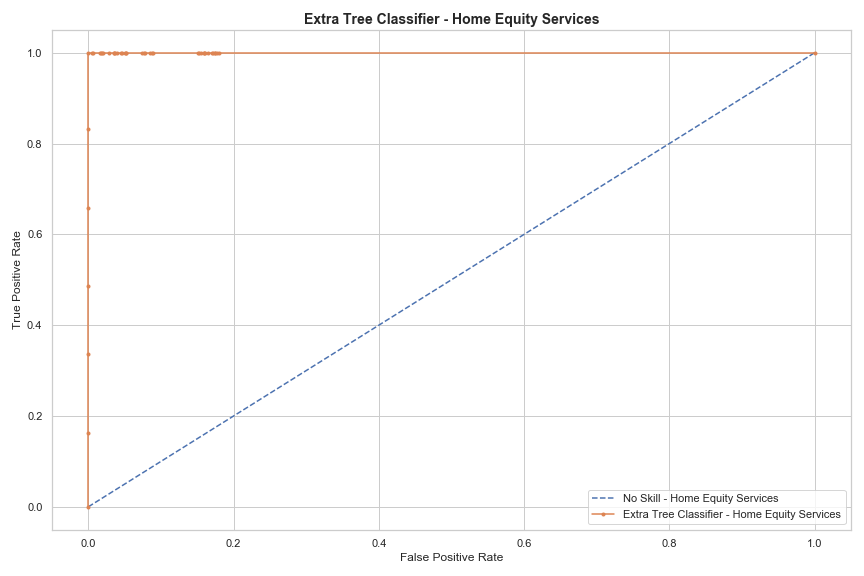 Extra Tree Classifier - Home Equity Services
True Positive Rate
1.0
0.8
0.6
0.4
0.2
0.0
0.0 0.2 0.4 0.6 0.8 1.0
False Positive Rate
No Skill - Home Equity Services
Extra Tree Classifier - Home Equity Services